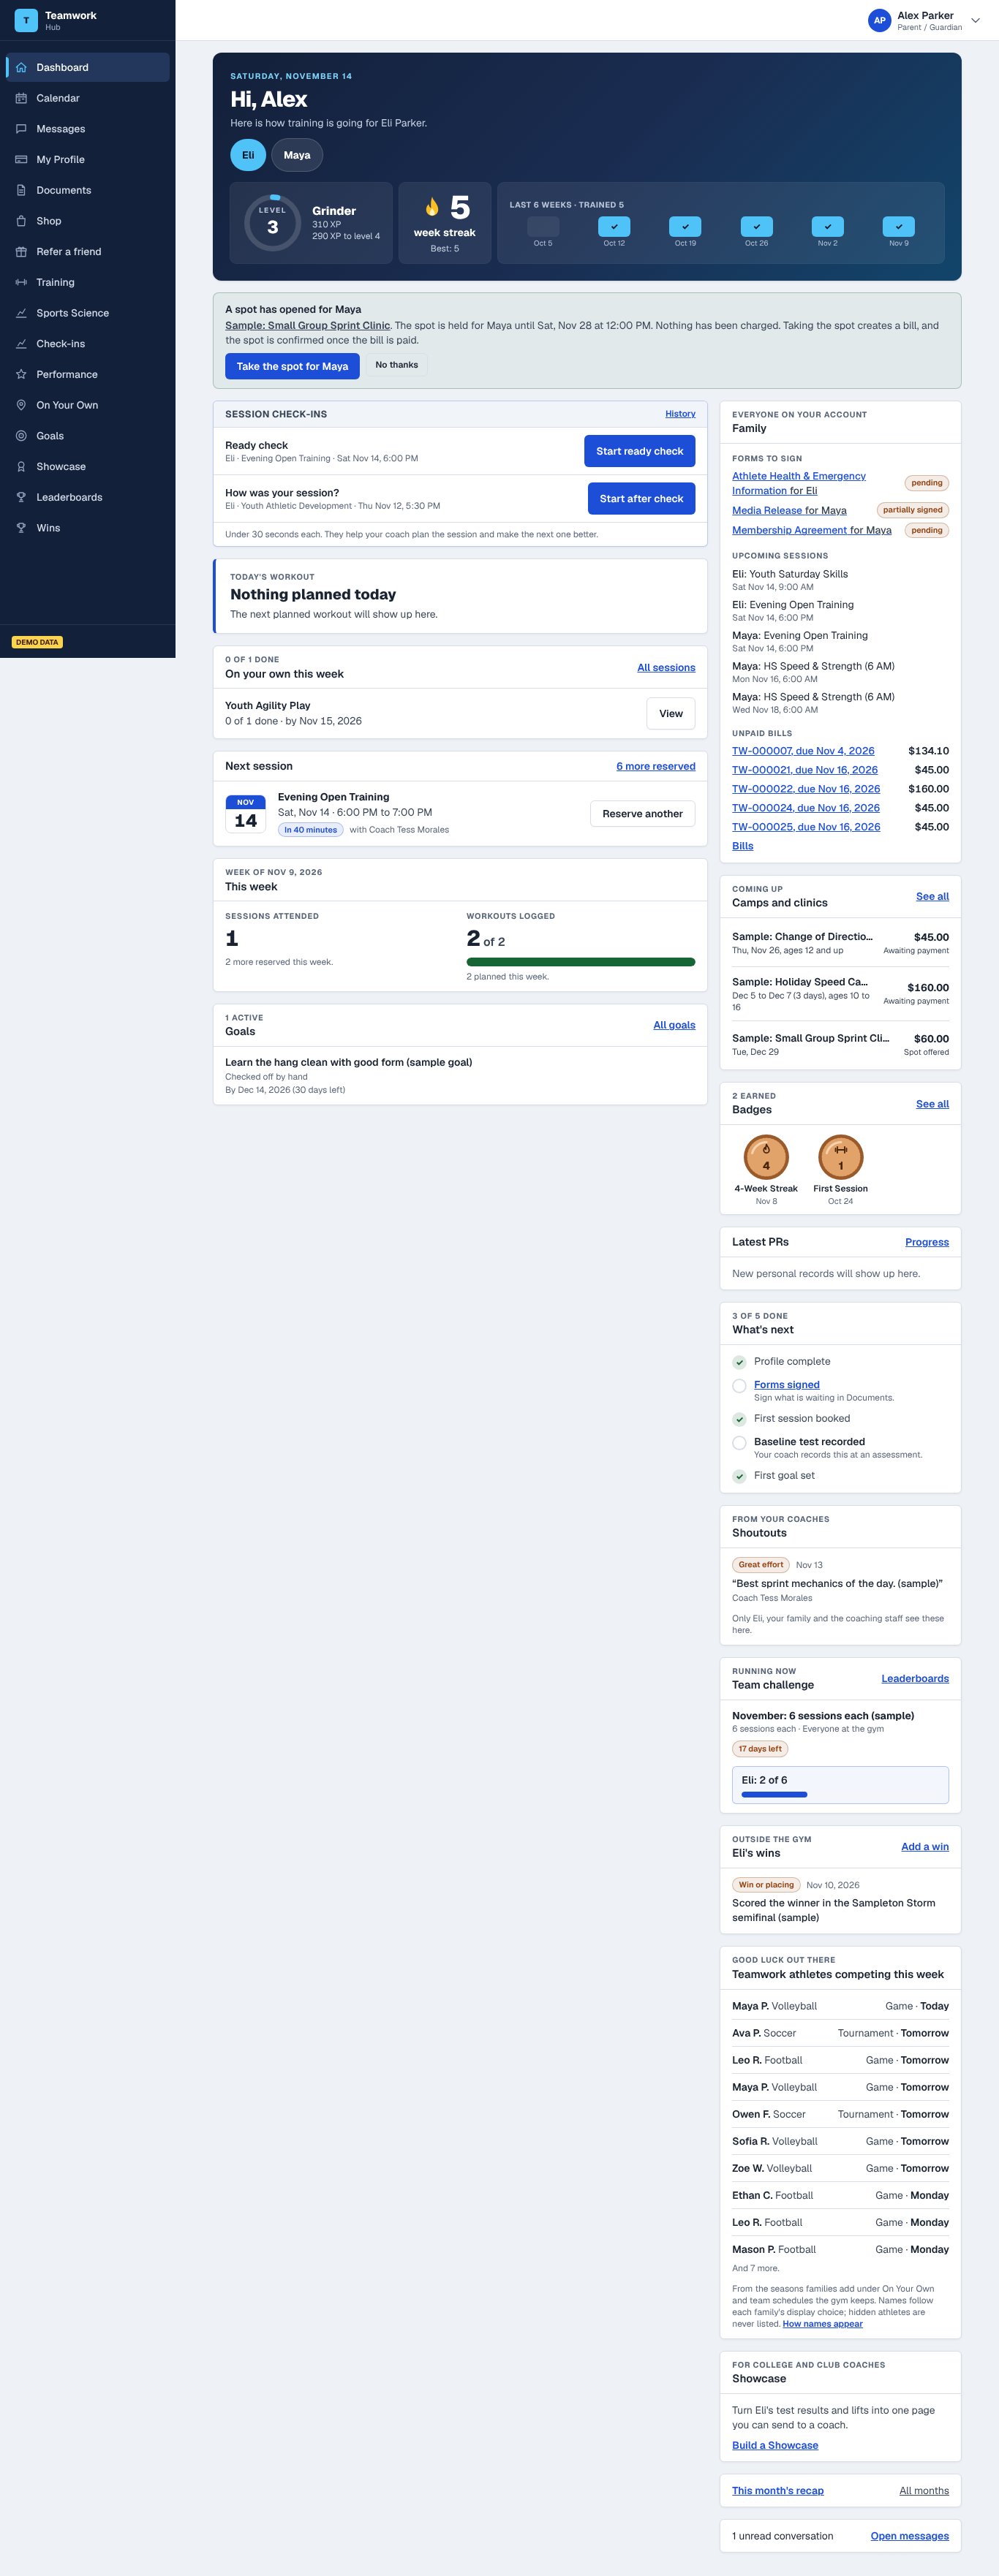 T
Teamwork
Hub
Dashboard
Calendar
Messages
My Profile
Documents
Shop
Refer a friend
Training
Sports Science
Check-ins
Performance
On Your Own
Goals
Showcase
Leaderboards
Wins
DEMO DATA
AP
Alex Parker
Parent / Guardian
SATURDAY, NOVEMBER 14
Hi, Alex
Here is how training is going for Eli Parker.
Eli
Maya
LEVEL
3
Grinder
310 XP
290 XP to level 4
5
week streak
Best: 5
LAST 6 WEEKS · TRAINED 5
Oct 5
Oct 12
Oct 19
Oct 26
Nov 2
Nov 9
A spot has opened for Maya
Sample: Small Group Sprint Clinic. The spot is held for Maya until Sat, Nov 28 at 12:00 PM. Nothing has been charged. Taking the spot creates a bill, and
the spot is confirmed once the bill is paid.
Take the spot for Maya
No thanks
SESSION CHECK-INS
History
Ready check
Eli · Evening Open Training · Sat Nov 14, 6:00 PM
Start ready check
How was your session?
Eli · Youth Athletic Development · Thu Nov 12, 5:30 PM
Start after check
Under 30 seconds each. They help your coach plan the session and make the next one better.
TODAY'S WORKOUT
Nothing planned today
The next planned workout will show up here.
0 OF 1 DONE
On your own this week
All sessions
Youth Agility Play
0 of 1 done · by Nov 15, 2026
View
Next session
6 more reserved
NOV
14
Evening Open Training
Sat, Nov 14 · 6:00 PM to 7:00 PM
In 40 minutes
with Coach Tess Morales
Reserve another
WEEK OF NOV 9, 2026
This week
SESSIONS ATTENDED
1
2 more reserved this week.
WORKOUTS LOGGED
2 of 2
2 planned this week.
1 ACTIVE
Goals
All goals
Learn the hang clean with good form (sample goal)
Checked off by hand
By Dec 14, 2026 (30 days left)
EVERYONE ON YOUR ACCOUNT
Family
FORMS TO SIGN
Athlete Health & Emergency
Information for Eli
pending
Media Release for Maya
partially signed
Membership Agreement for Maya
pending
UPCOMING SESSIONS
Eli: Youth Saturday Skills
Sat Nov 14, 9:00 AM
Eli: Evening Open Training
Sat Nov 14, 6:00 PM
Maya: Evening Open Training
Sat Nov 14, 6:00 PM
Maya: HS Speed & Strength (6 AM)
Mon Nov 16, 6:00 AM
Maya: HS Speed & Strength (6 AM)
Wed Nov 18, 6:00 AM
UNPAID BILLS
TW-000007, due Nov 4, 2026
$134.10
TW-000021, due Nov 16, 2026
$45.00
TW-000022, due Nov 16, 2026
$160.00
TW-000024, due Nov 16, 2026
$45.00
TW-000025, due Nov 16, 2026
$45.00
Bills
COMING UP
Camps and clinics
See all
Sample: Change of Directio...
Thu, Nov 26, ages 12 and up
$45.00
Awaiting payment
Sample: Holiday Speed Ca...
Dec 5 to Dec 7 (3 days), ages 10 to
16
$160.00
Awaiting payment
Sample: Small Group Sprint Cli...
Tue, Dec 29
$60.00
Spot offered
2 EARNED
Badges
See all
4
4-Week Streak
Nov 8
1
First Session
Oct 24
Latest PRs
Progress
New personal records will show up here.
3 OF 5 DONE
What's next
Profile complete
Forms signed
Sign what is waiting in Documents.
First session booked
Baseline test recorded
Your coach records this at an assessment.
First goal set
FROM YOUR COACHES
Shoutouts
Great effort
Nov 13
“Best sprint mechanics of the day. (sample)”
Coach Tess Morales
Only Eli, your family and the coaching staff see these
here.
RUNNING NOW
Team challenge
Leaderboards
November: 6 sessions each (sample)
6 sessions each · Everyone at the gym
17 days left
Eli: 2 of 6
OUTSIDE THE GYM
Eli's wins
Add a win
Win or placing
Nov 10, 2026
Scored the winner in the Sampleton Storm
semifinal (sample)
GOOD LUCK OUT THERE
Teamwork athletes competing this week
Maya P. Volleyball
Game · Today
Ava P. Soccer
Tournament · Tomorrow
Leo R. Football
Game · Tomorrow
Maya P. Volleyball
Game · Tomorrow
Owen F. Soccer
Tournament · Tomorrow
Sofia R. Volleyball
Game · Tomorrow
Zoe W. Volleyball
Game · Tomorrow
Ethan C. Football
Game · Monday
Leo R. Football
Game · Monday
Mason P. Football
Game · Monday
And 7 more.
From the seasons families add under On Your Own
and team schedules the gym keeps. Names follow
each family's display choice; hidden athletes are
never listed. How names appear
FOR COLLEGE AND CLUB COACHES
Showcase
Turn Eli's test results and lifts into one page
you can send to a coach.
Build a Showcase
This month's recap
All months
1 unread conversation
Open messages